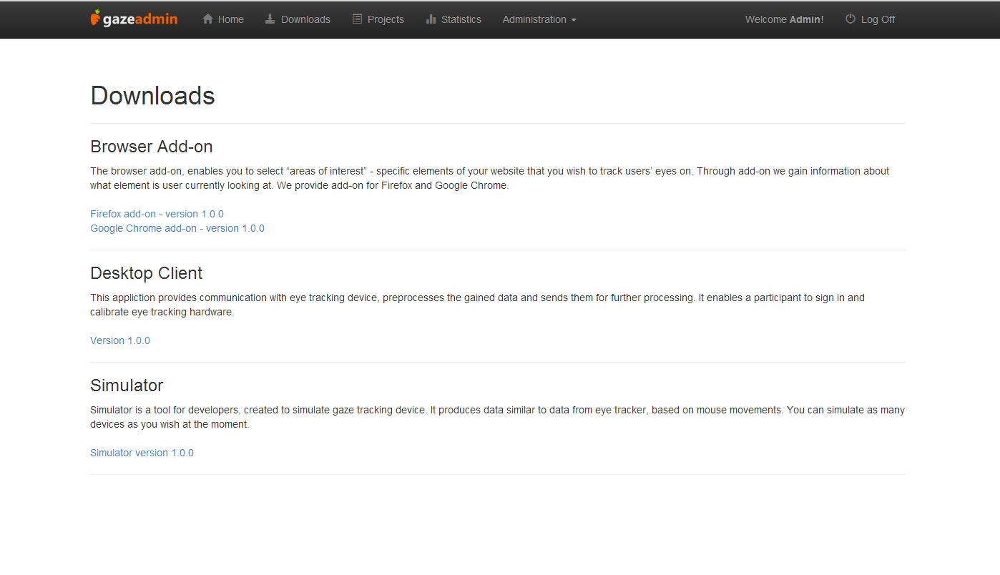 gazeadmin Home Downloads Projects Statistics Administration Welcome Admin! Log Off
Downloads
Browser Add-on
The browser add-on, enables you to select “areas of interest” - specific elements of your website that you wish to track users’ eyes on. Through add-on we gain information about
what element is user currently looking at. We provide add-on for Firefox and Google Chrome.
Firefox add-on - version 1.0.0
Google Chrome add-on - version 1.0.0
Desktop Client
This appliction provides communication with eye tracking device, preprocesses the gained data and sends them for further processing. It enables a participant to sign in and
calibrate eye tracking hardware.
Version 1.0.0
Simulator
Simulator is a tool for developers, created to simulate gaze tracking device. It produces data similar to data from eye tracker, based on mouse movements. You can simulate as many
devices as you wish at the moment.
Simulator version 1.0.0